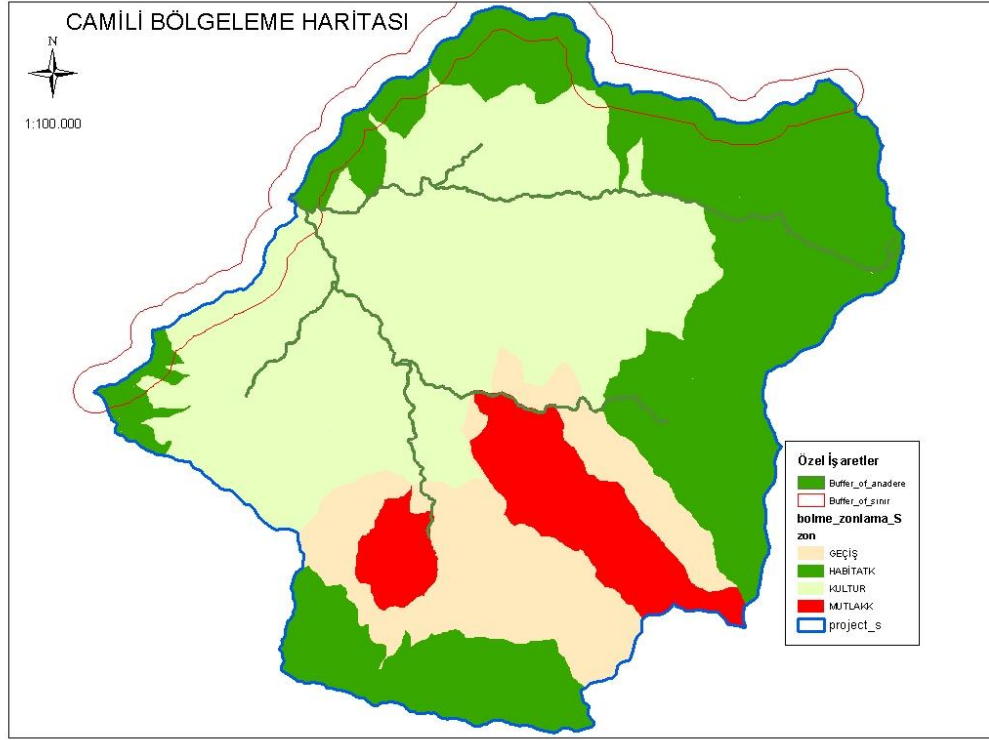 CAMİLİ BÖLGELEME HARİTASI
N
1:100.000
Özel İşaretler
Buffer_of_anadere
Buffer_of_sınır
bolme_zonlama_S
zon
GEÇİŞ
HABİTATK
KULTUR
MUTLAKK
project_s